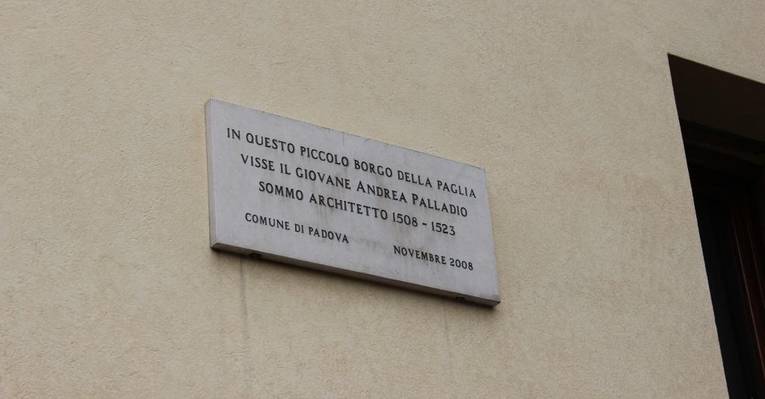 IN QUESTO PICCOLO BORGO DELLA PAGLIA
VISSE IL GIOVANE ANDREA PALLADIO
SOMMO ARCHITETTO 1508 - 1523
COMUNE DI PADOVA NOVEMBRE 2008